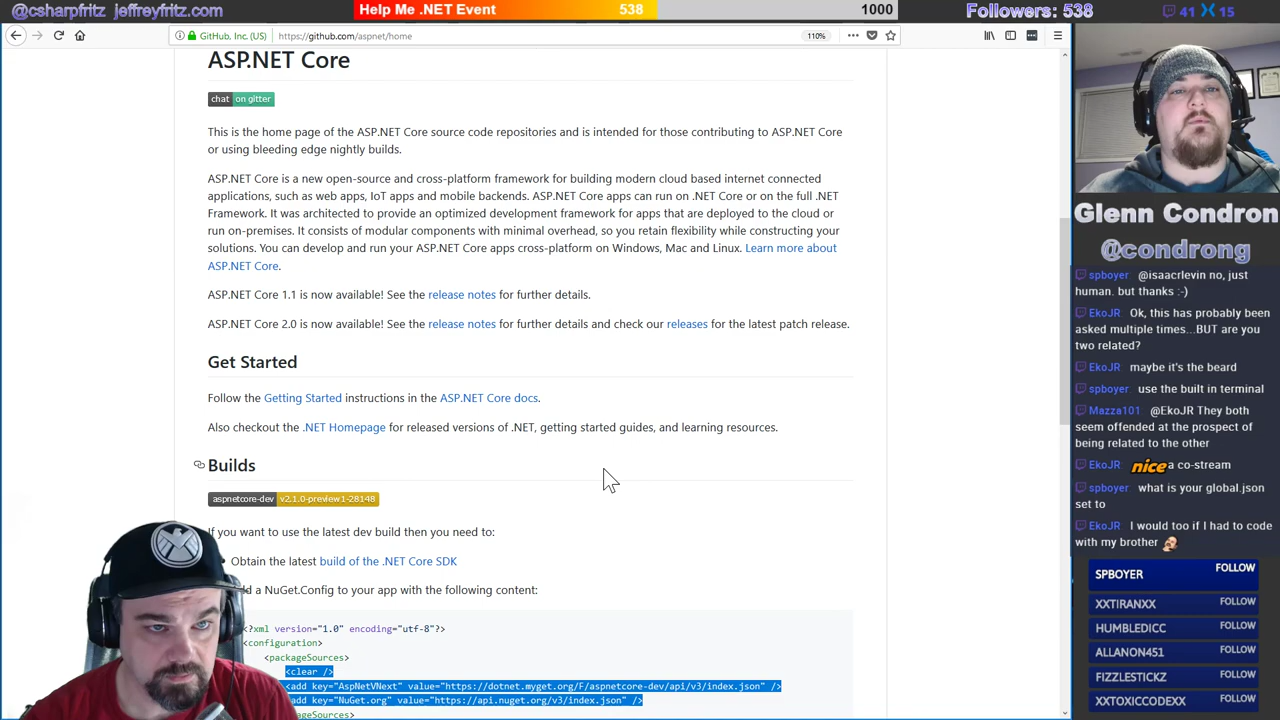 @csharpfritz jeffreyfritz.com
Help Me .NET Event 538 1000
Followers: 538
41 15
GitHub, Inc. (US) https://github.com/aspnet/home 110%
ASP.NET Core
chat on gitter
This is the home page of the ASP.NET Core source code repositories and is intended for those contributing to ASP.NET Core
or using bleeding edge nightly builds.
ASP.NET Core is a new open-source and cross-platform framework for building modern cloud based internet connected
applications, such as web apps, IoT apps and mobile backends. ASP.NET Core apps can run on .NET Core or on the full .NET
Framework. It was architected to provide an optimized development framework for apps that are deployed to the cloud or
run on-premises. It consists of modular components with minimal overhead, so you retain flexibility while constructing your
solutions. You can develop and run your ASP.NET Core apps cross-platform on Windows, Mac and Linux. Learn more about
ASP.NET Core.
ASP.NET Core 1.1 is now available! See the release notes for further details.
ASP.NET Core 2.0 is now available! See the release notes for further details and check our releases for the latest patch release.
Get Started
Follow the Getting Started instructions in the ASP.NET Core docs.
Also checkout the .NET Homepage for released versions of .NET, getting started guides, and learning resources.
Builds
aspnetcore-dev v2.1.0-preview1-28148
If you want to use the latest dev build then you need to:
Obtain the latest build of the .NET Core SDK
a NuGet.Config to your app with the following content:
<?xml version="1.0" encoding="utf-8"?>
<configuration>
<packageSources>
<clear />
<add key="AspNetVNext" value="https://dotnet.myget.org/F/aspnetcore-dev/api/v3/index.json" />
<add key="NuGet.org" value="https://api.nuget.org/v3/index.json" />
ageSources>
Glenn Condron
@condrong
spboyer: @isaacrlevin no, just
human. but thanks :-)
EkoJR: Ok, this has probably been
asked multiple times...BUT are you
two related?
EkoJR: maybe it's the beard
spboyer: use the built in terminal
Mazza101: @EkoJR They both
seem offended at the prospect of
being related to the other
EkoJR: nice a co-stream
spboyer: what is your global.json
set to
EkoJR: I would too if I had to code
with my brother
SPBOYER FOLLOW
XXTIRANXX FOLLOW
HUMBLEDICC FOLLOW
ALLANON451 FOLLOW
FIZZLESTICKZ FOLLOW
XXTOXICCODEXX FOLLOW